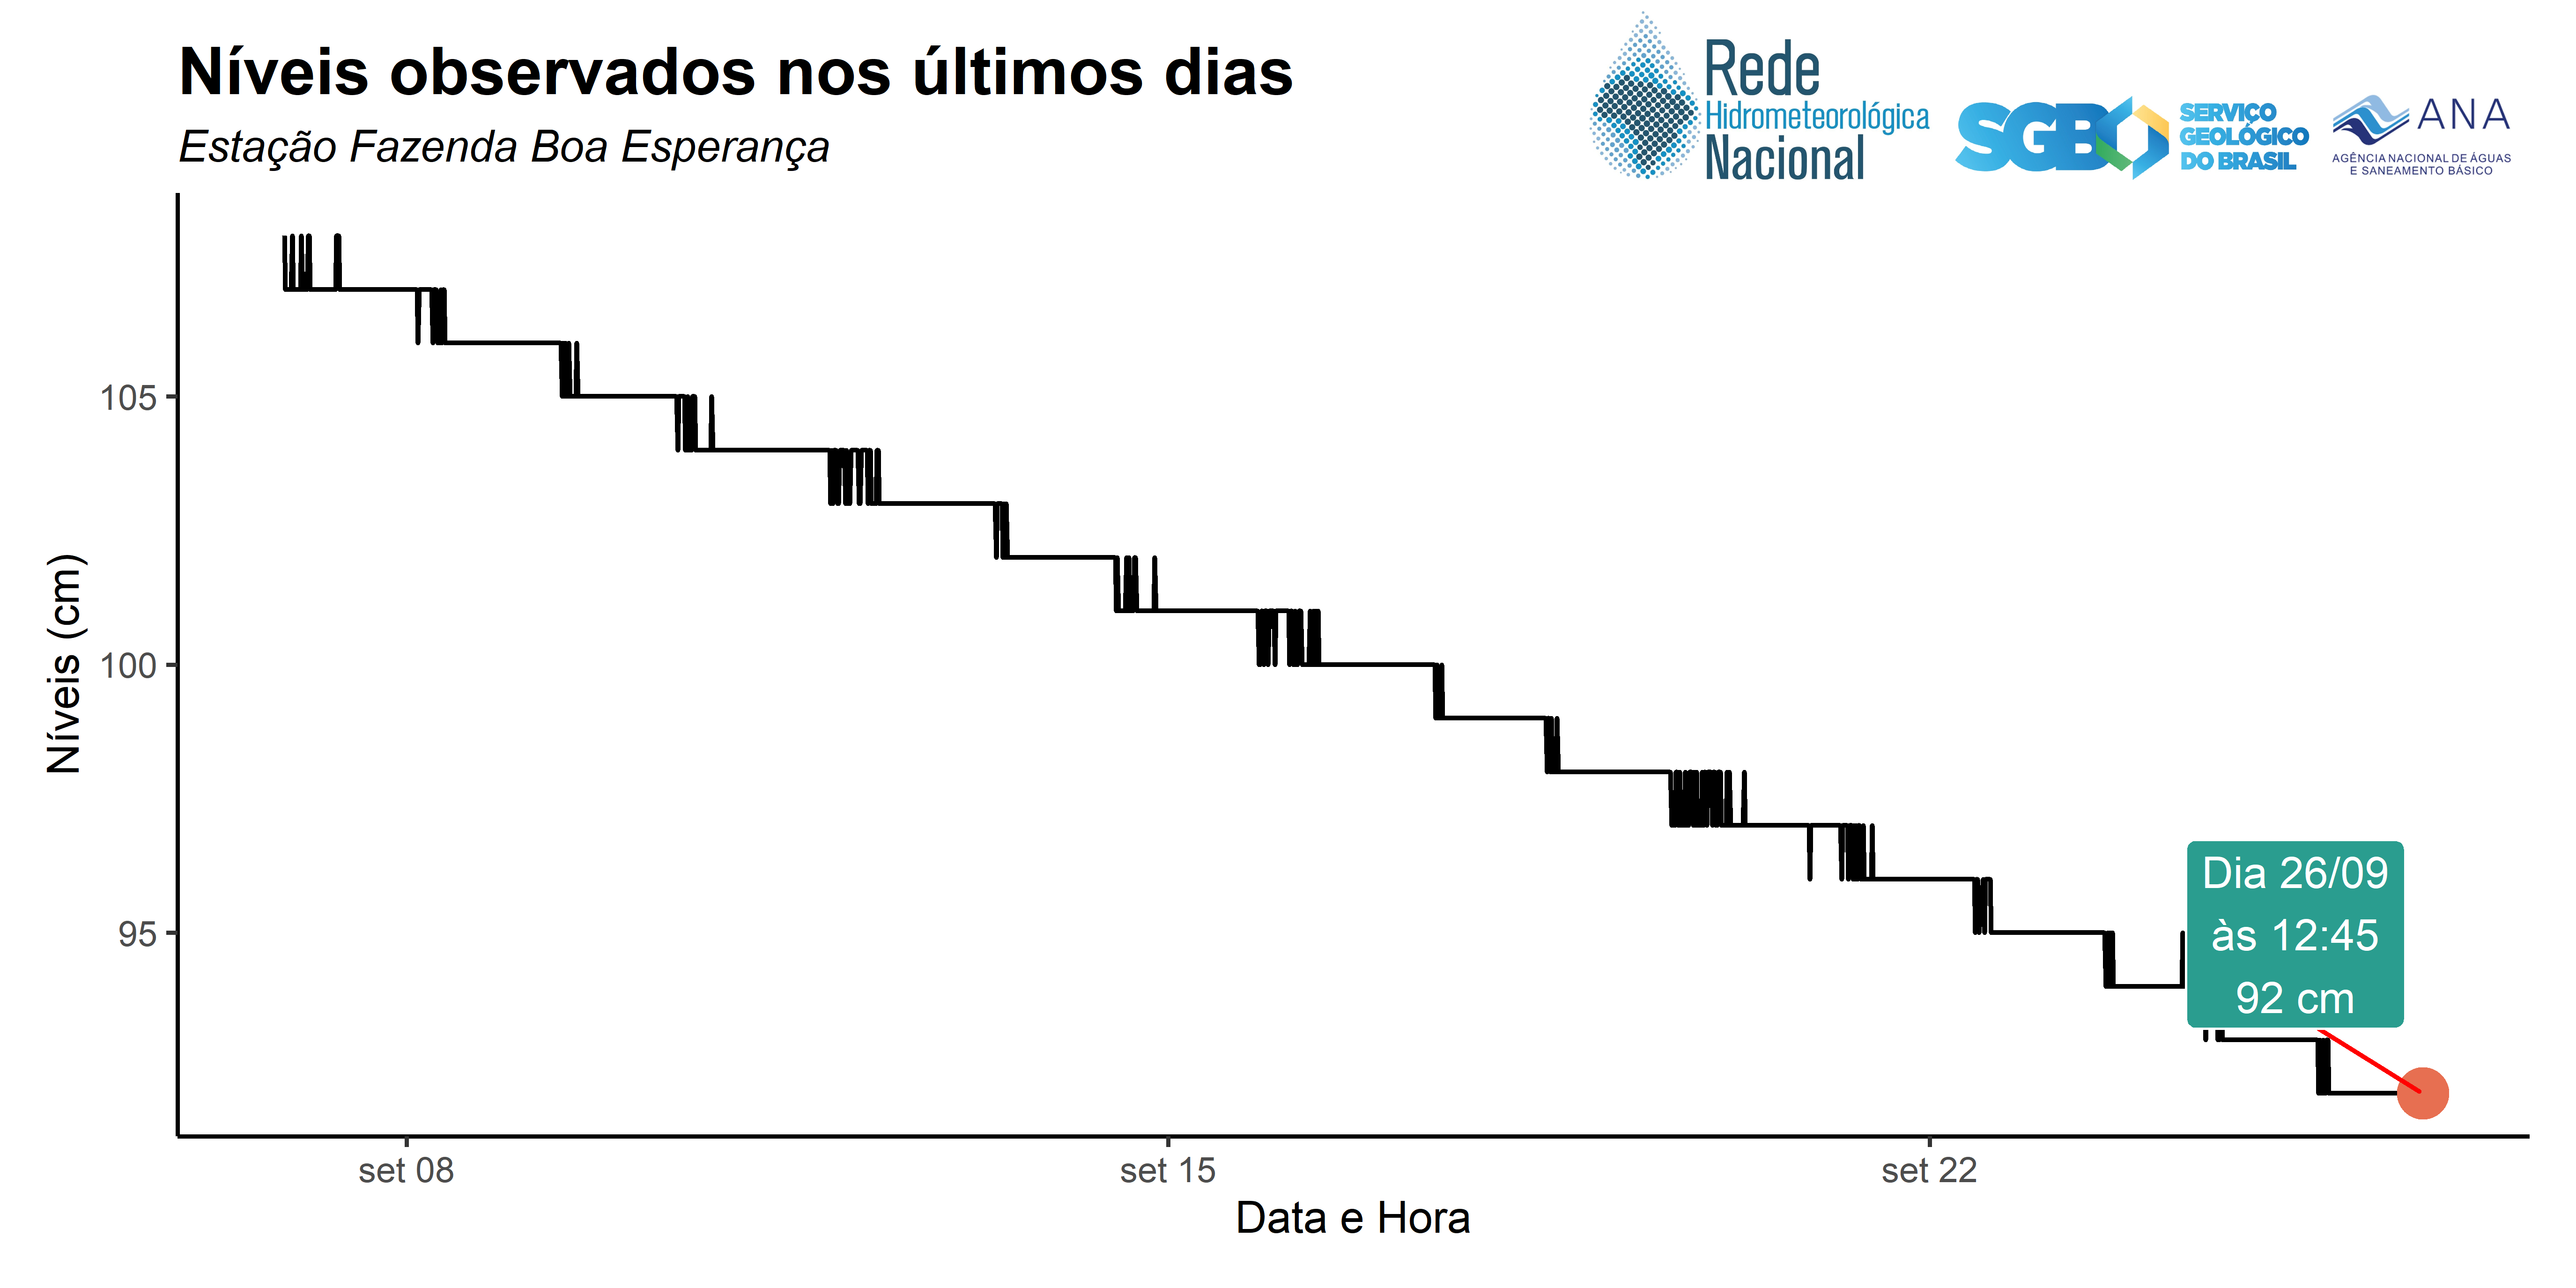 Níveis observados nos últimos dias
Estação Fazenda Boa Esperança
Rede
Hidrometeorológica
Nacional
SGB
SERVIÇO
GEOLÓGICO
DO BRASIL
ANA
AGÊNCIA NACIONAL DE ÁGUAS
E SANEAMENTO BÁSICO
Níveis (cm)
105
100
95
Dia 26/09
às 12:45
92 cm
set 08
set 15
set 22
Data e Hora